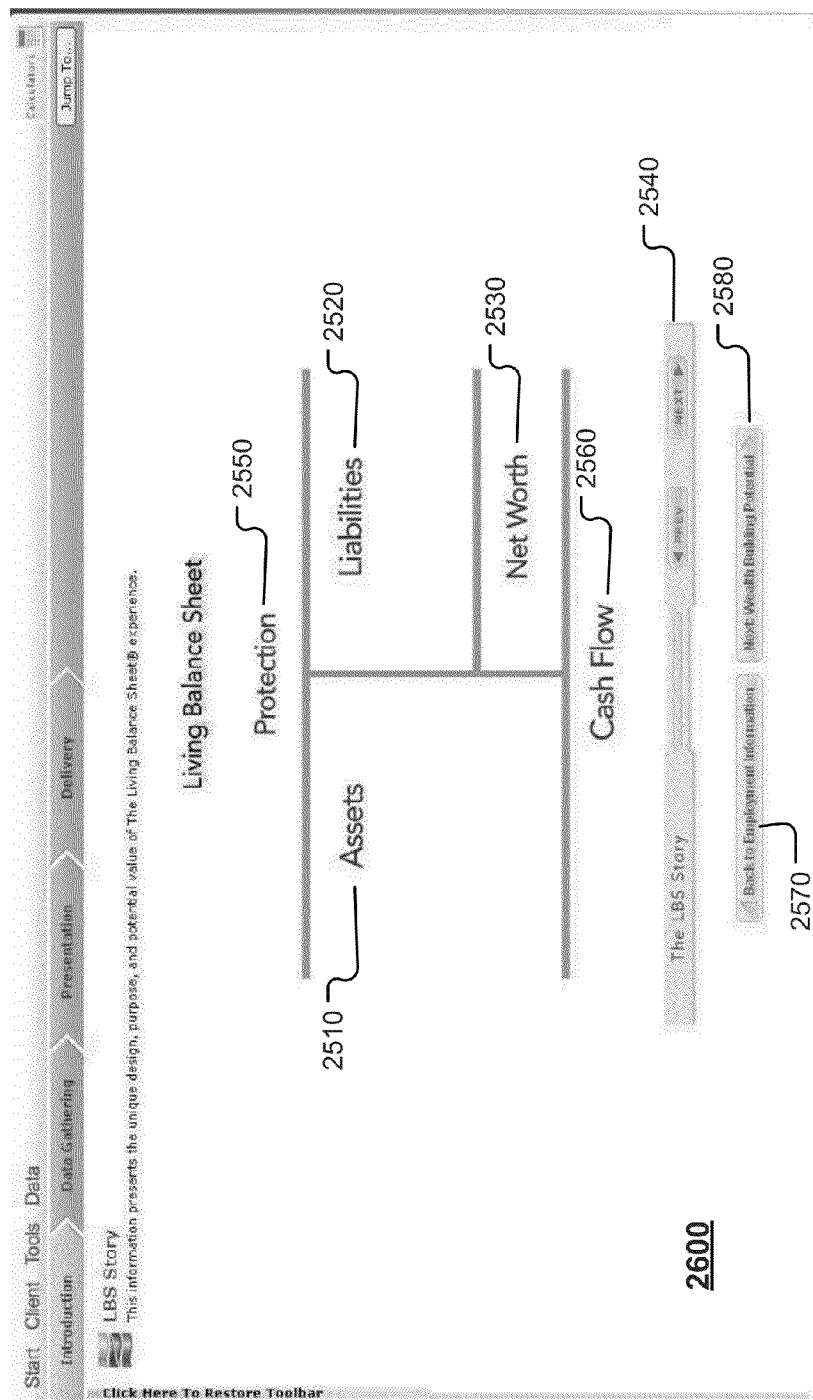 Start Client Tools Data
Calculators
Introduction Data Gathering Presentation Delivery Jump To...
LBS Story
This information presents the unique design, purpose, and potential value of The Living Balance Sheet® experience.
Click Here To Restore Toolbar
Living Balance Sheet
Protection 2550
2510 Assets Liabilities 2520
Net Worth 2530
Cash Flow 2560
The LBS Story ◀ PREV NEXT ▶ 2540
Back to Employment Information Next: Wealth Building Potential 2580
2570
2600